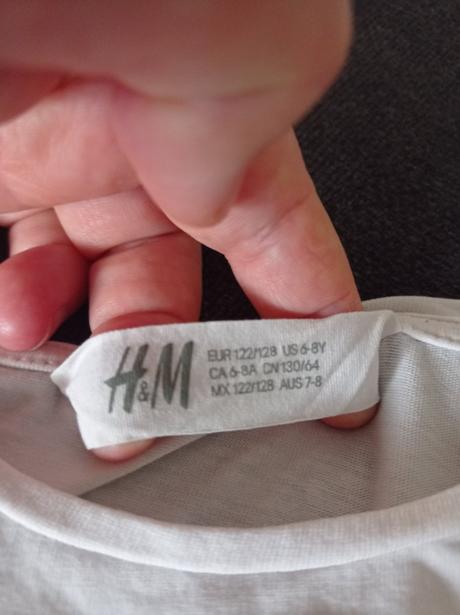 H&M
EUR 122/128 US 6-8Y
CA 6-8A CN 130/64
MX 122/128 AUS 7-8